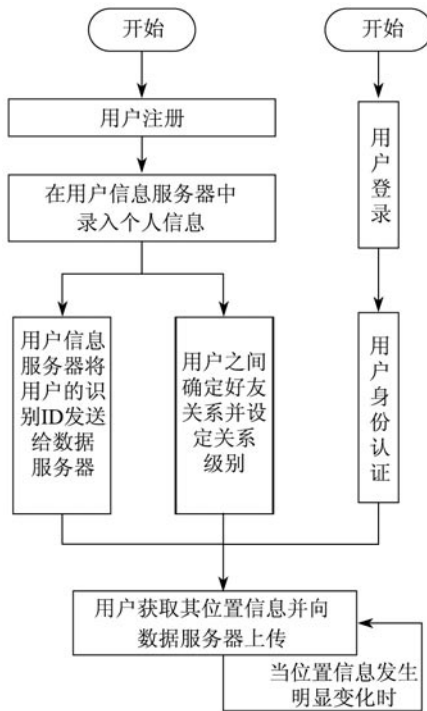 开始
开始
用户注册
在用户信息服务器中
录入个人信息
用户信息
服务器将
用户的识
别ID发送
给数据
服务器
用户之间
确定好友
关系并设
定关系
级别
用户登录
用户身份认证
用户获取其位置信息并向
数据服务器上传
当位置信息发生
明显变化时